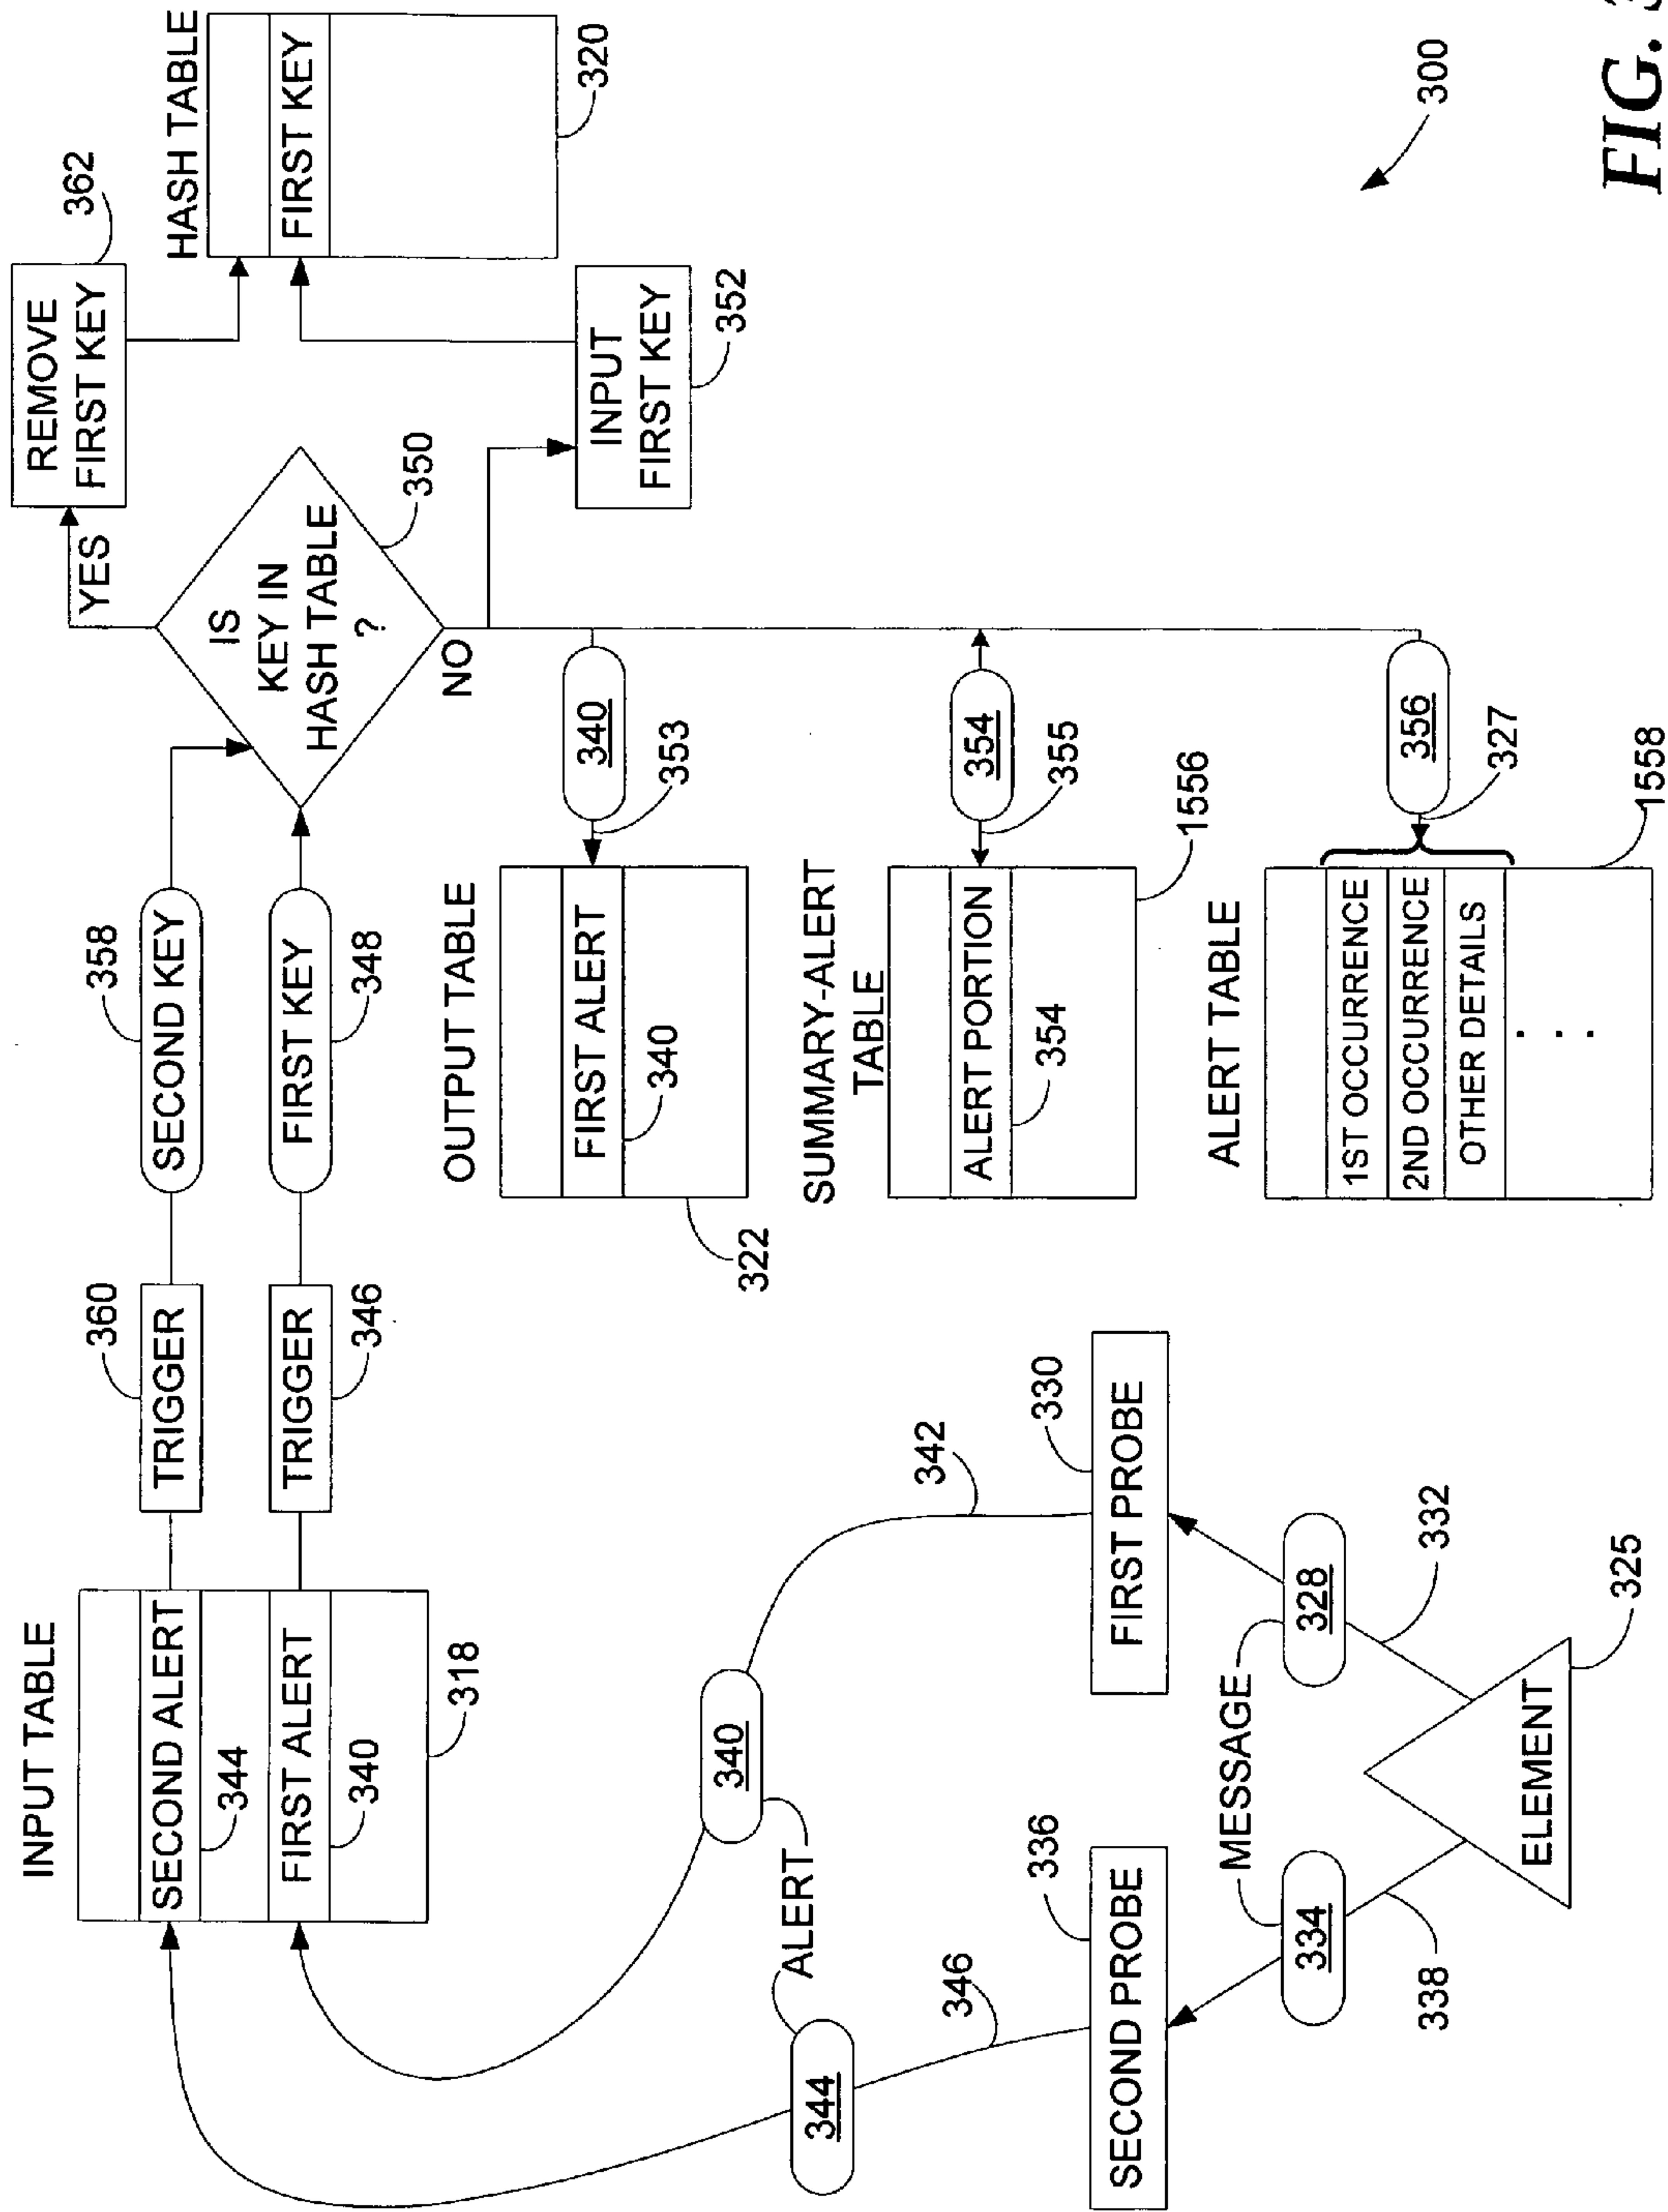 INPUT TABLE
SECOND ALERT
344
FIRST ALERT
340
318
360
TRIGGER
TRIGGER
346
358
SECOND KEY
FIRST KEY
348
YES
IS
KEY IN
HASH TABLE
?
350
NO
REMOVE
FIRST KEY
362
HASH TABLE
FIRST KEY
320
INPUT
FIRST KEY
352
OUTPUT TABLE
FIRST ALERT
340
322
340
353
SUMMARY-ALERT
TABLE
ALERT PORTION
354
1556
354
355
ALERT TABLE
1ST OCCURRENCE
2ND OCCURRENCE
OTHER DETAILS
. . .
1558
356
327
344
ALERT
340
346
342
336
SECOND PROBE
330
FIRST PROBE
334
MESSAGE
328
338
332
ELEMENT
325
300
FIG.